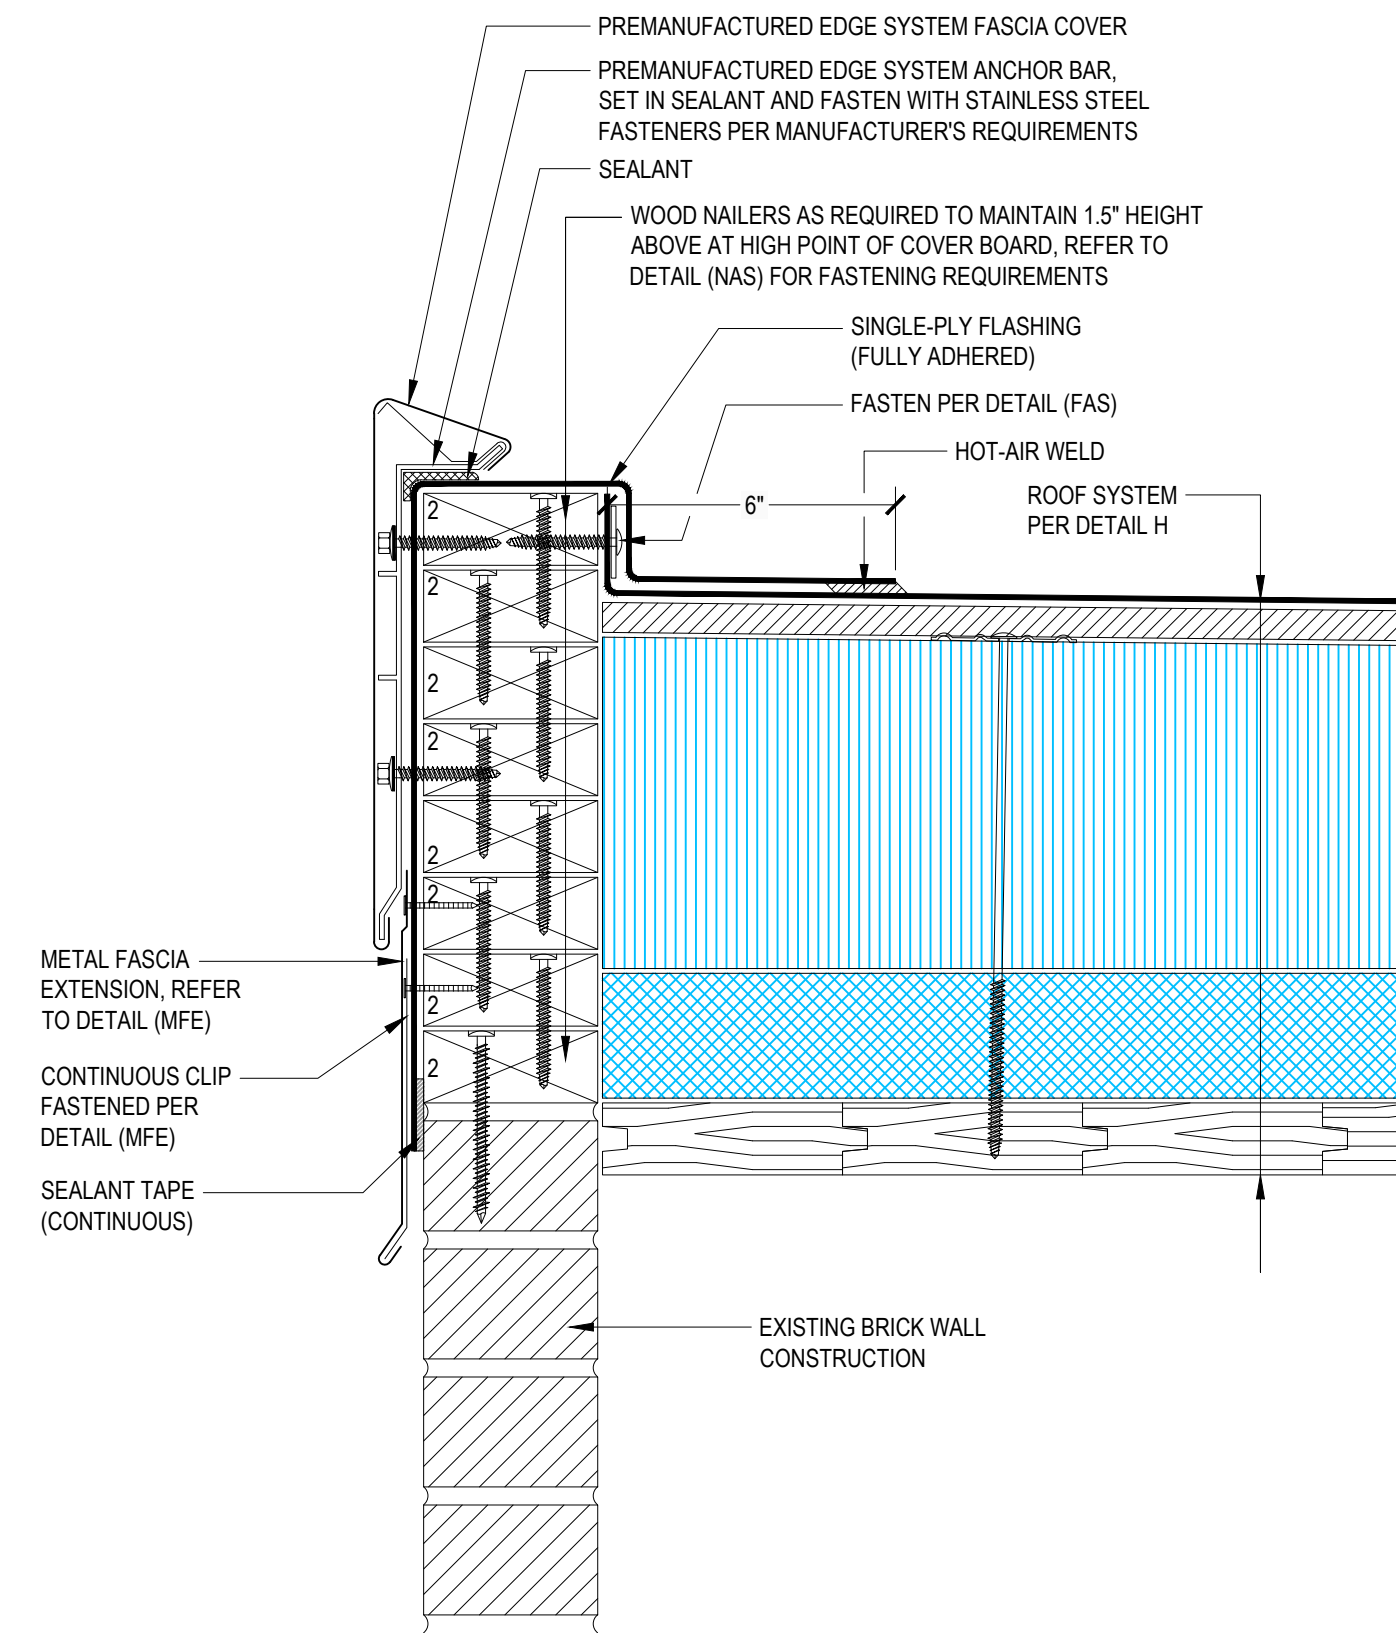 PREMANUFACTURED EDGE SYSTEM FASCIA COVER
PREMANUFACTURED EDGE SYSTEM ANCHOR BAR,
SET IN SEALANT AND FASTEN WITH STAINLESS STEEL
FASTENERS PER MANUFACTURER'S REQUIREMENTS
SEALANT
WOOD NAILERS AS REQUIRED TO MAINTAIN 1.5" HEIGHT
ABOVE AT HIGH POINT OF COVER BOARD, REFER TO
DETAIL (NAS) FOR FASTENING REQUIREMENTS
SINGLE-PLY FLASHING
(FULLY ADHERED)
FASTEN PER DETAIL (FAS)
HOT-AIR WELD
ROOF SYSTEM
PER DETAIL H
6"
2
2
2
2
2
2
2
2
METAL FASCIA
EXTENSION, REFER
TO DETAIL (MFE)
CONTINUOUS CLIP
FASTENED PER
DETAIL (MFE)
SEALANT TAPE
(CONTINUOUS)
EXISTING BRICK WALL
CONSTRUCTION